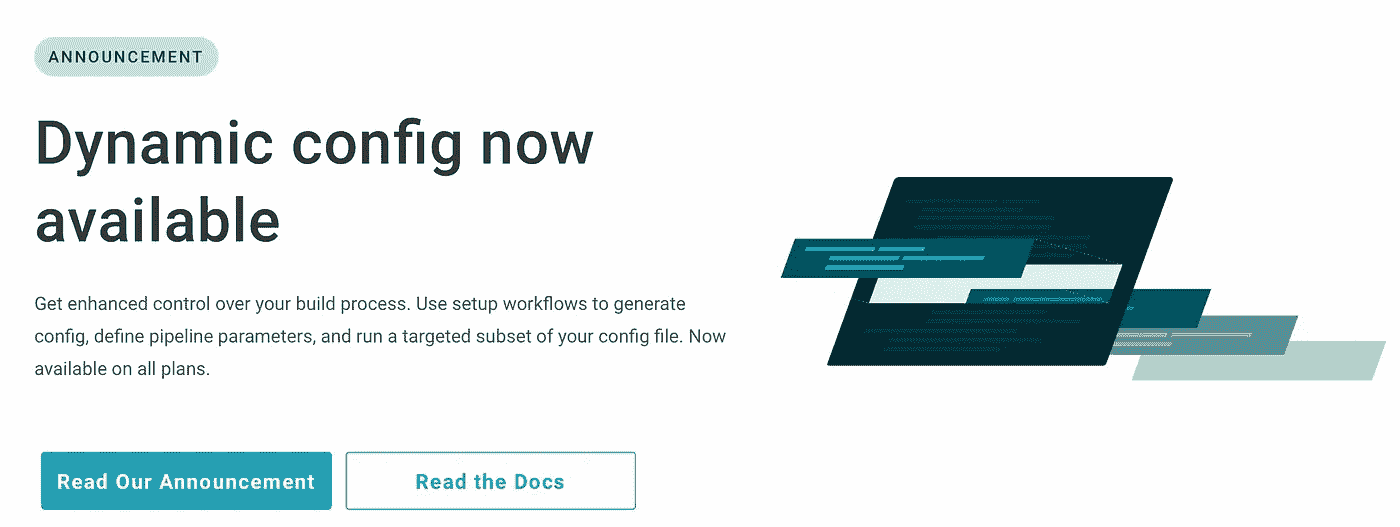 ANNOUNCEMENT
Dynamic config now
available
Get enhanced control over your build process. Use setup workflows to generate
config, define pipeline parameters, and run a targeted subset of your config file. Now
available on all plans.
Read Our Announcement
Read the Docs